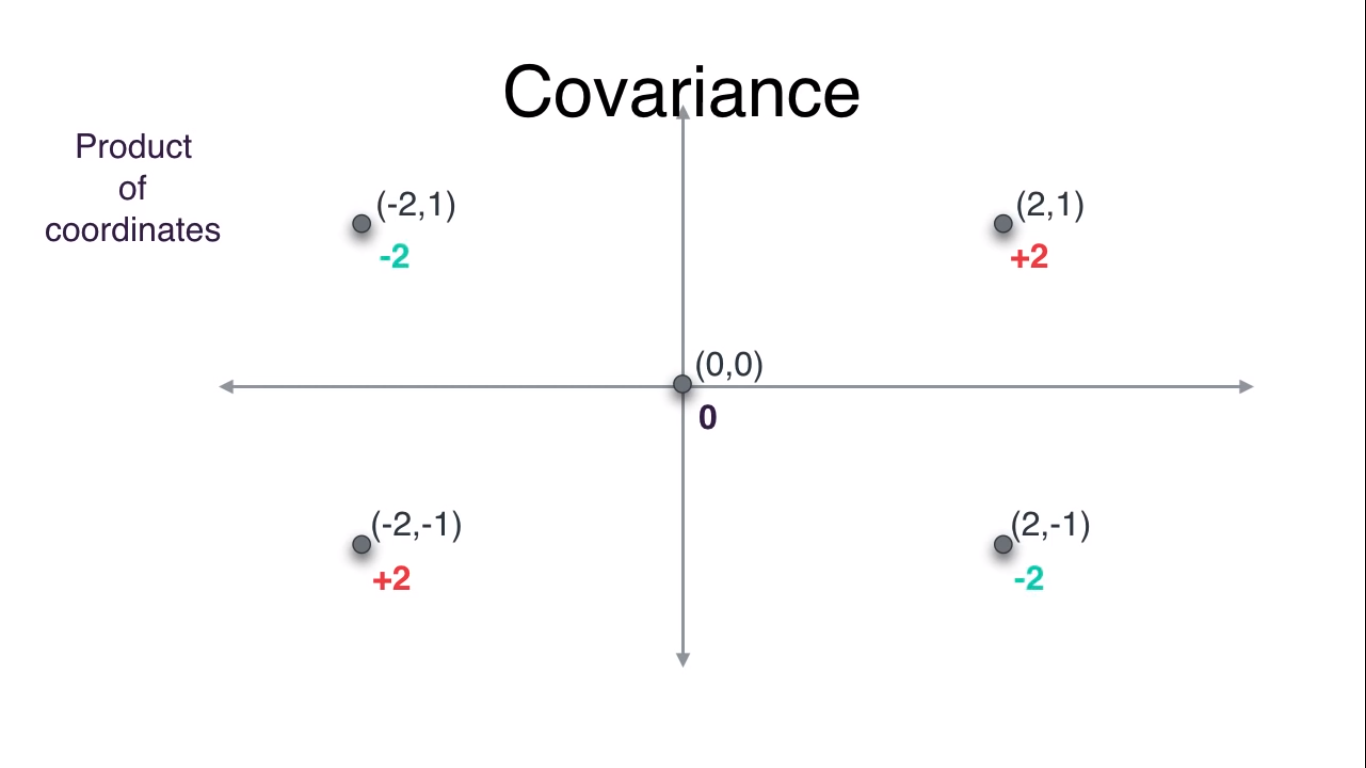 Covariance
Product
of
coordinates
(-2,1)
-2
(2,1)
+2
(0,0)
0
(-2,-1)
+2
(2,-1)
-2